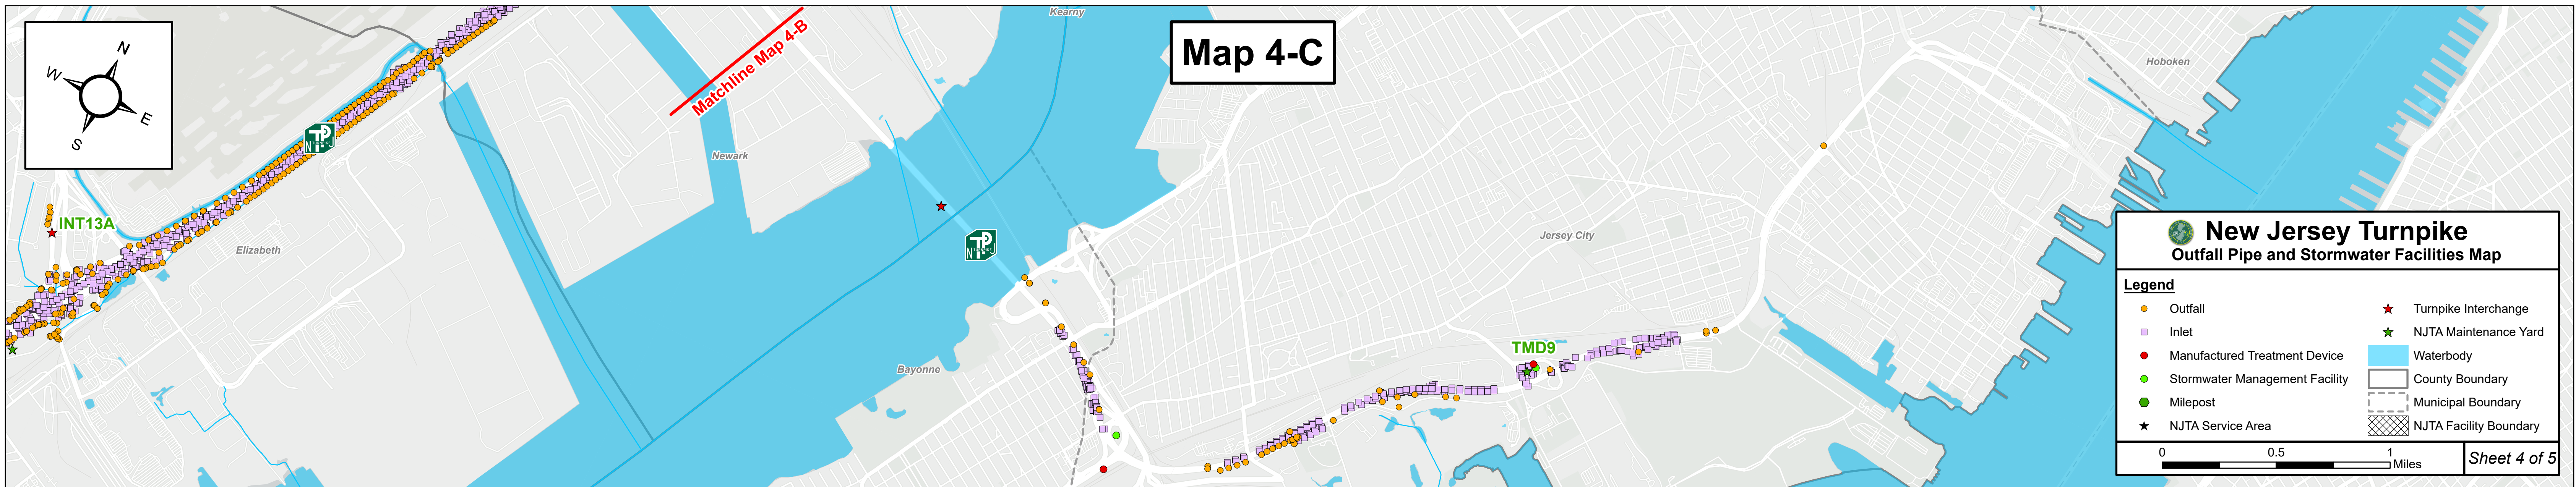 Map 4-C
N
W
E
S
Matchline Map 4-B
Kearny
Hoboken
Newark
INT13A
Elizabeth
Jersey City
Bayonne
TMD9
TP
N J
TP
N J
New Jersey Turnpike
Outfall Pipe and Stormwater Facilities Map
Legend
Outfall
Inlet
Manufactured Treatment Device
Stormwater Management Facility
Milepost
NJTA Service Area
Turnpike Interchange
NJTA Maintenance Yard
Waterbody
County Boundary
Municipal Boundary
NJTA Facility Boundary
0 0.5 1
Miles
Sheet 4 of 5